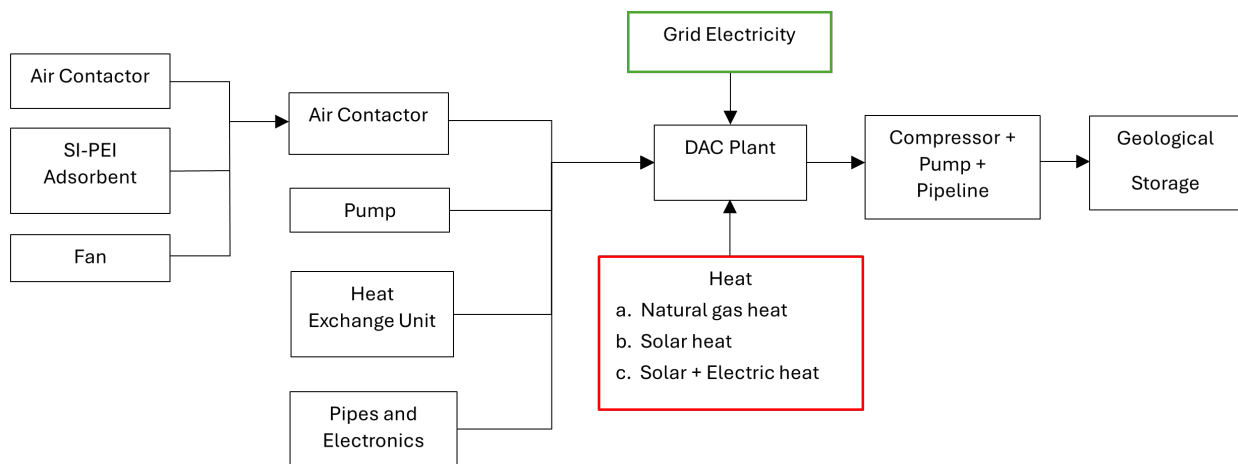 Grid Electricity
Air Contactor
SI-PEI
Adsorbent
Fan
Air Contactor
Pump
Heat
Exchange Unit
Pipes and
Electronics
DAC Plant
Heat
a. Natural gas heat
b. Solar heat
c. Solar + Electric heat
Compressor +
Pump +
Pipeline
Geological
Storage